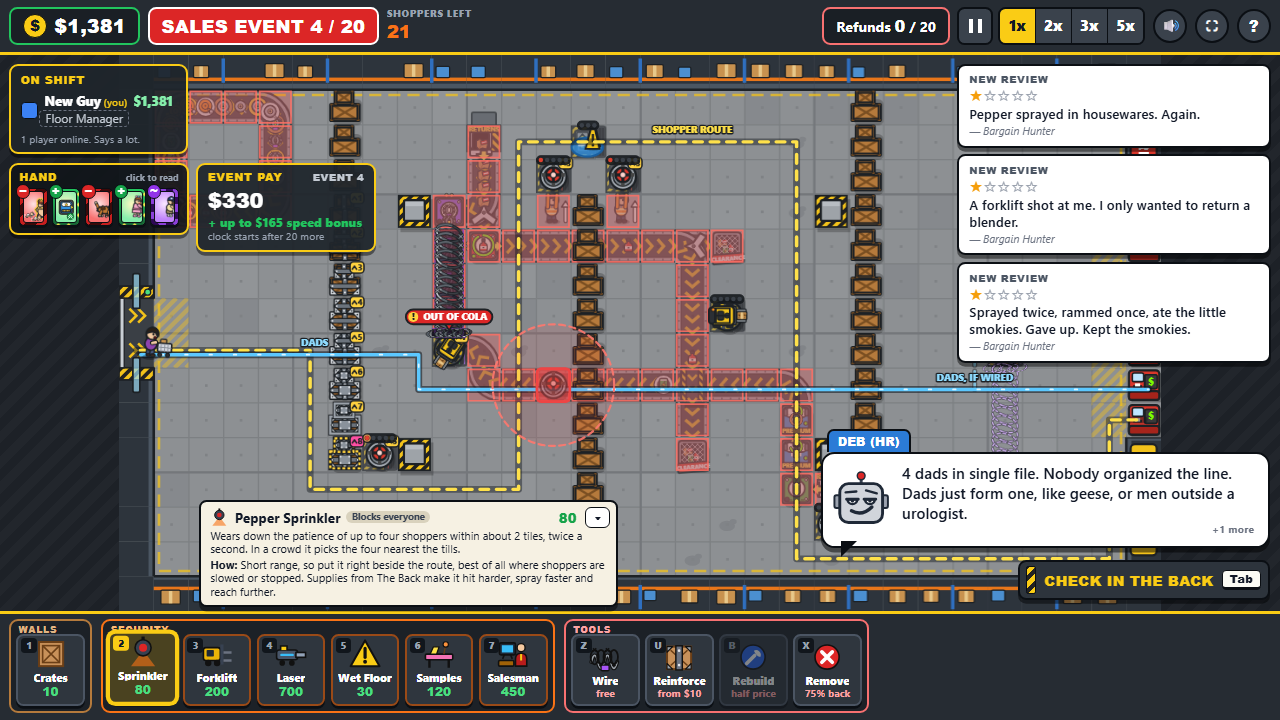 $1,381
SALES EVENT 4 / 20
SHOPPERS LEFT
21
Refunds 0 / 20
1x
2x
3x
5x
?
ON SHIFT
New Guy (you) $1,381
Floor Manager
1 player online. Says a lot.
HAND
click to read
EVENT PAY
EVENT 4
$330
+ up to $165 speed bonus
clock starts after 20 more
NEW REVIEW
Pepper sprayed in housewares. Again.
— Bargain Hunter
NEW REVIEW
A forklift shot at me. I only wanted to return a
blender.
— Bargain Hunter
NEW REVIEW
Sprayed twice, rammed once, ate the little
smokies. Gave up. Kept the smokies.
— Bargain Hunter
SHOPPER ROUTE
RETURNS
CLEARANCE
A3
A4
A5
A6
A7
A8
! OUT OF COLA
DADS
DADS, IF WIRED
CLEARANCE
PREMIUM
PREMIUM
DEB (HR)
4 dads in single file. Nobody organized the line.
Dads just form one, like geese, or men outside a
urologist.
+1 more
Pepper Sprinkler
Blocks everyone
80
Wears down the patience of up to four shoppers within about 2 tiles, twice a
second. In a crowd it picks the four nearest the tills.
How: Short range, so put it right beside the route, best of all where shoppers are
slowed or stopped. Supplies from The Back make it hit harder, spray faster and
reach further.
CHECK IN THE BACK
Tab
WALLS
1
Crates
10
SECURITY
2
Sprinkler
80
3
Forklift
200
4
Laser
700
5
Wet Floor
30
6
Samples
120
7
Salesman
450
TOOLS
Z
Wire
free
U
Reinforce
from $10
B
Rebuild
half price
X
Remove
75% back